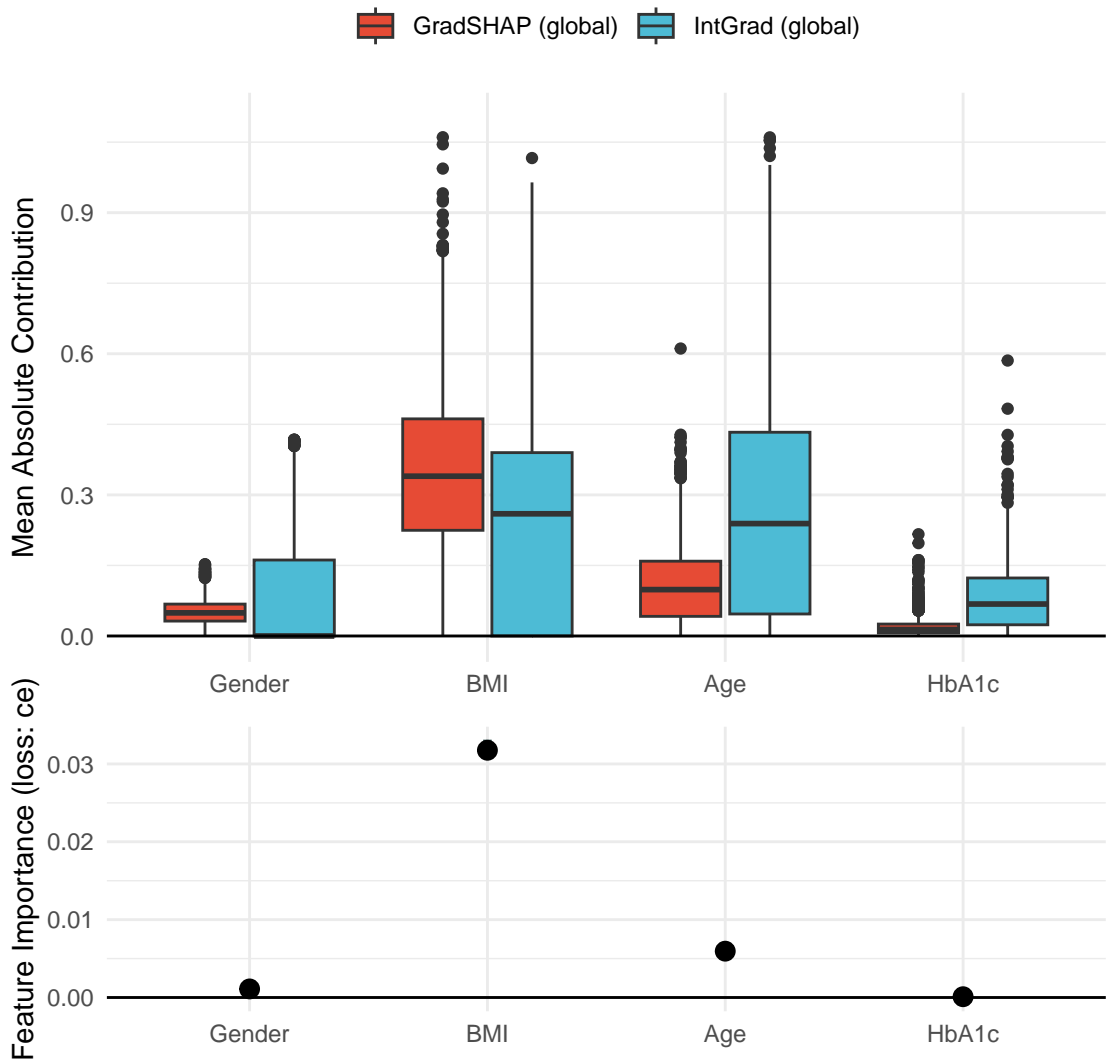 GradSHAP (global) IntGrad (global)
Mean Absolute Contribution
0.9
0.6
0.3
0.0
Gender BMI Age HbA1c
Feature Importance (loss: ce)
0.03
0.02
0.01
0.00
Gender BMI Age HbA1c